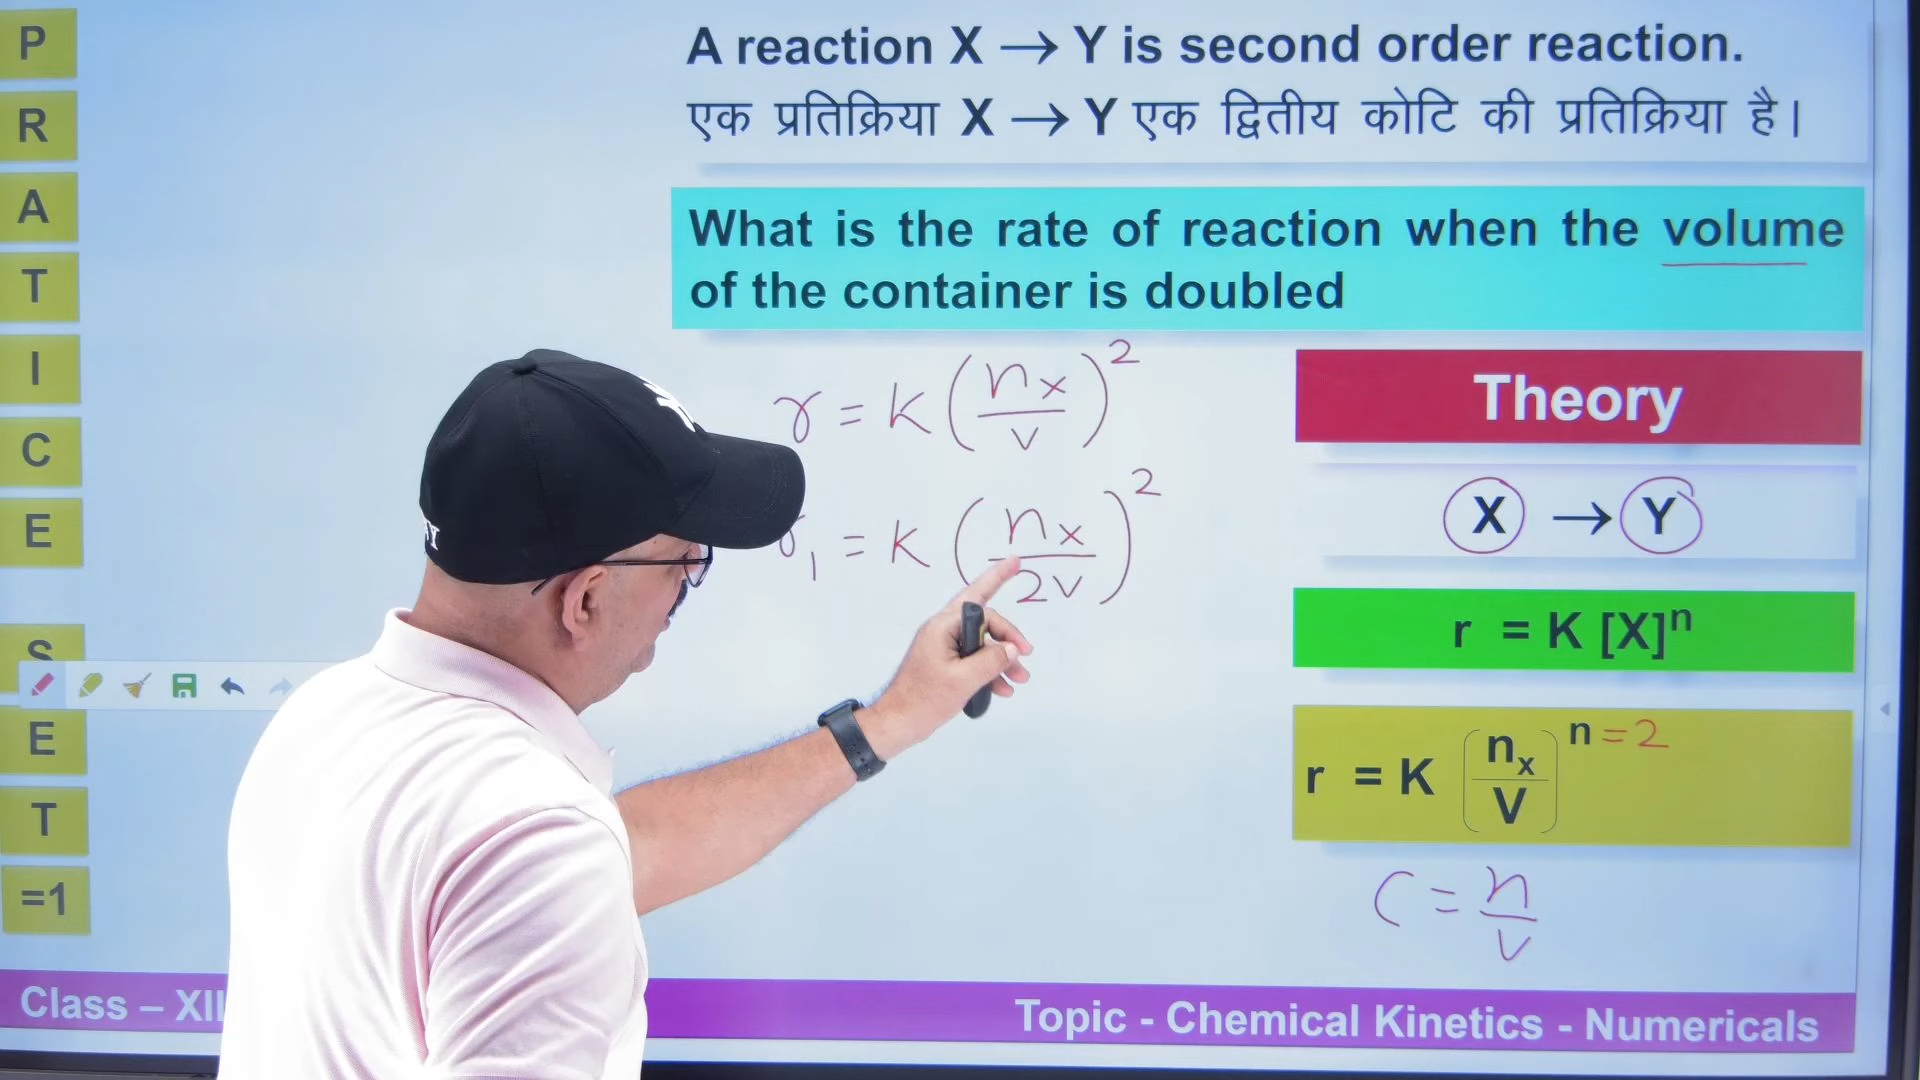 P
R
A
T
I
C
E
S
E
T
=1
A reaction X → Y is second order reaction.
एक प्रतिक्रिया X → Y एक द्वितीय कोटि की प्रतिक्रिया है।
What is the rate of reaction when the volume
of the container is doubled
r = K (nx/v)²
r₁ = K (nx/2v)²
Theory
X → Y
r = K [X]ⁿ
r = K (nₓ/V)ⁿ =2
C = n/v
Class – XII
Topic - Chemical Kinetics - Numericals